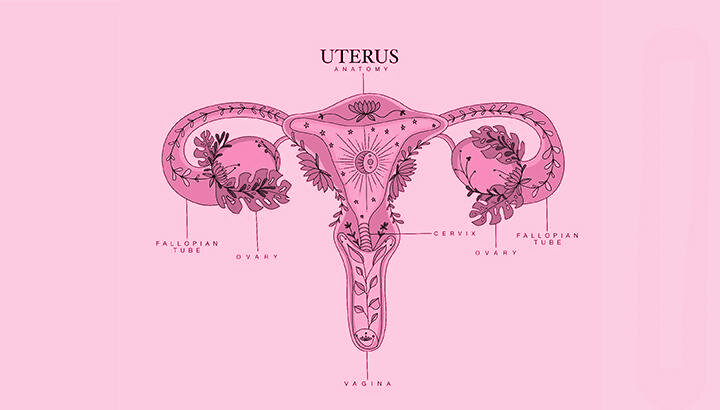 UTERUS
ANATOMY
FALLOPIAN
TUBE
OVARY
CERVIX
OVARY
FALLOPIAN
TUBE
VAGINA